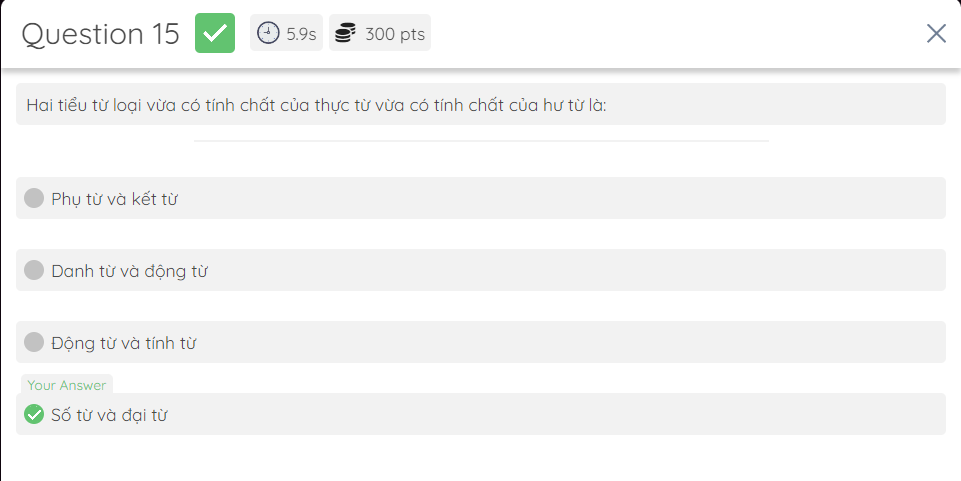 Question 15 5.9s 300 pts
Hai tiểu từ loại vừa có tính chất của thực từ vừa có tính chất của hư từ là:
Phụ từ và kết từ
Danh từ và động từ
Động từ và tính từ
Your Answer
Số từ và đại từ